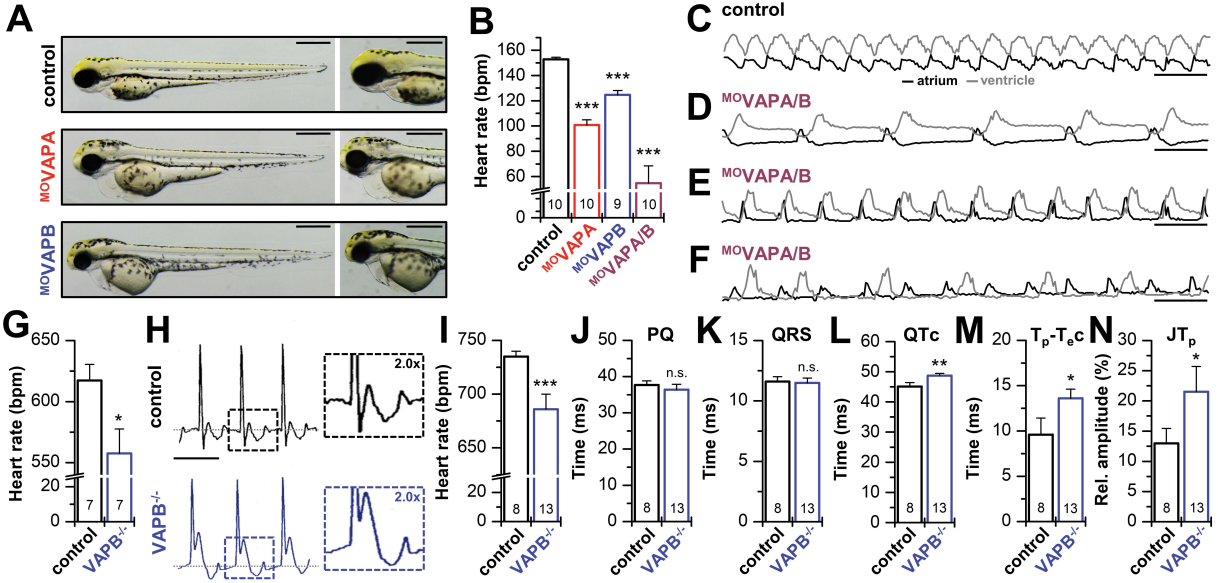 A
control
MOVAPA
MOVAPB
B
Heart rate (bpm)
160
140
120
100
80
60
0
***
***
***
10
10
9
10
control
MOVAPA
MOVAPB
MOVAPA/B
C
control
atrium
ventricle
D
MOVAPA/B
E
MOVAPA/B
F
MOVAPA/B
G
Heart rate (bpm)
650
600
550
20
0
*
7
7
control
VAPB-/-
H
control
2.0x
VAPB-/-
2.0x
I
Heart rate (bpm)
750
700
650
20
0
***
8
13
control
VAPB-/-
J
PQ
Time (ms)
50
40
30
20
10
0
n.s.
8
13
control
VAPB-/-
K
QRS
Time (ms)
15
10
5
0
n.s.
8
13
control
VAPB-/-
L
QTc
Time (ms)
60
50
40
30
20
10
0
**
8
13
control
VAPB-/-
M
Tp-Tec
Time (ms)
20
15
10
5
0
*
8
13
control
VAPB-/-
N
JTp
Rel. amplitude (%)
30
25
20
15
10
5
0
*
8
13
control
VAPB-/-